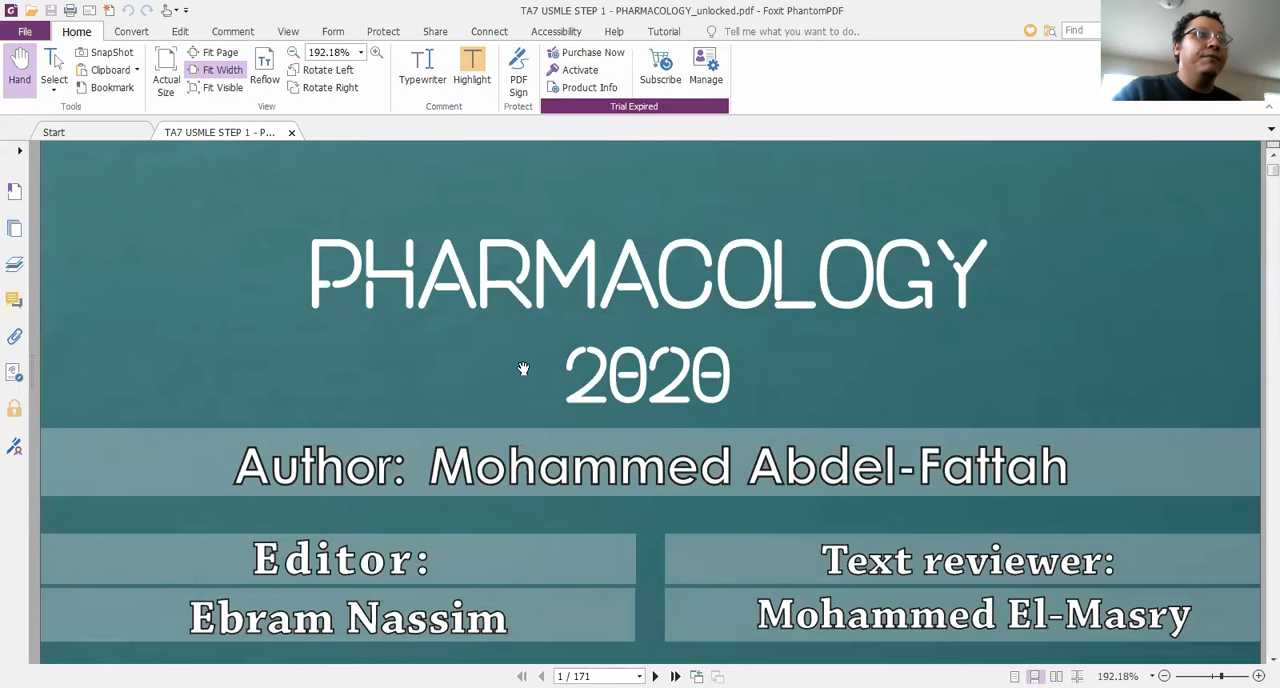 TA7 USMLE STEP 1 - PHARMACOLOGY_unlocked.pdf - Foxit PhantomPDF
File Home Convert Edit Comment View Form Protect Share Connect Accessibility Help Tutorial Tell me what you want to do.. Find
Hand
Tools
Select
SnapShot
Clipboard
Bookmark
Actual Size
Fit Page
Fit Width
Fit Visible
Reflow
192.18%
Rotate Left
Rotate Right
View
Typewriter
Highlight
Comment
PDF Sign
Protect
Purchase Now
Activate
Product Info
Subscribe
Manage
Trial Expired
Start
TA7 USMLE STEP 1 - P...
PHARMACOLOGY
2020
Author: Mohammed Abdel-Fattah
Editor:
Ebram Nassim
Text reviewer:
Mohammed El-Masry
1 / 171
192.18%